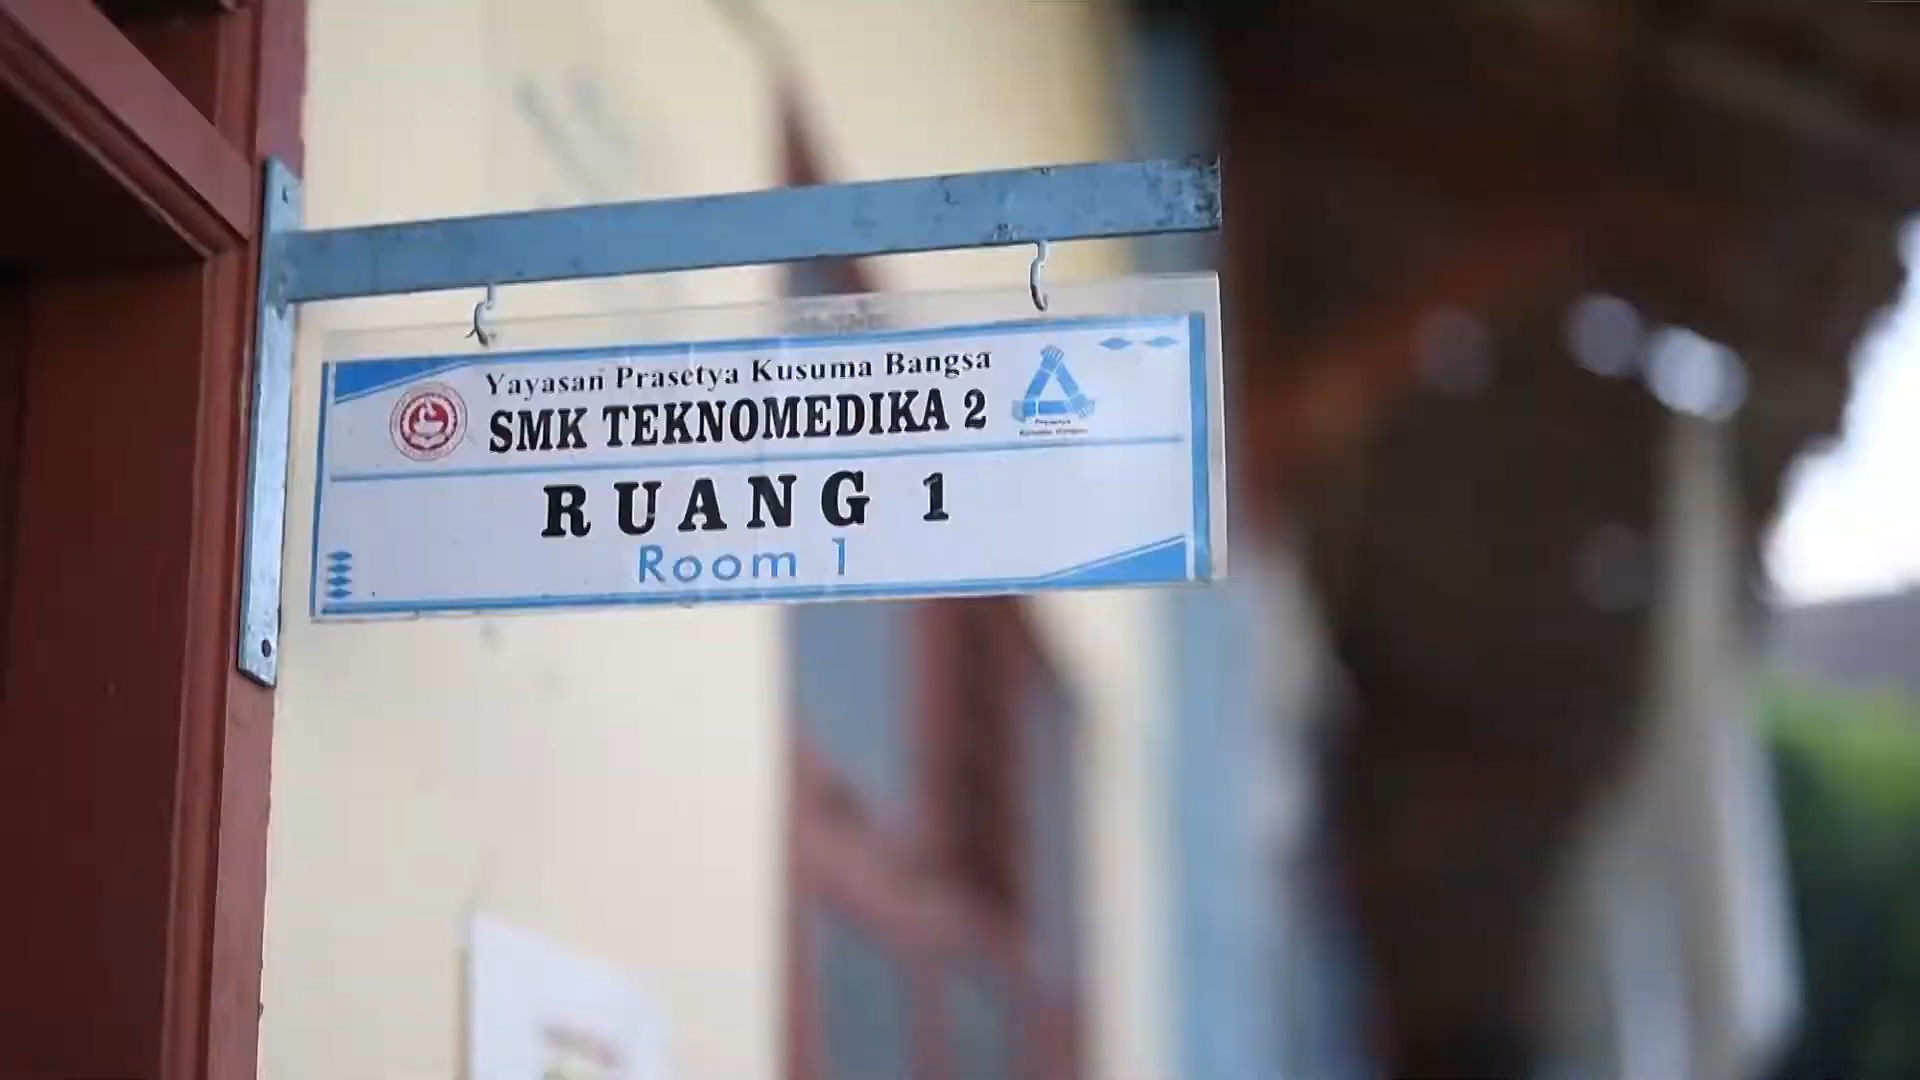 Yayasan Prasetya Kusuma Bangsa
SMK TEKNOMEDIKA 2
RUANG 1
Room 1